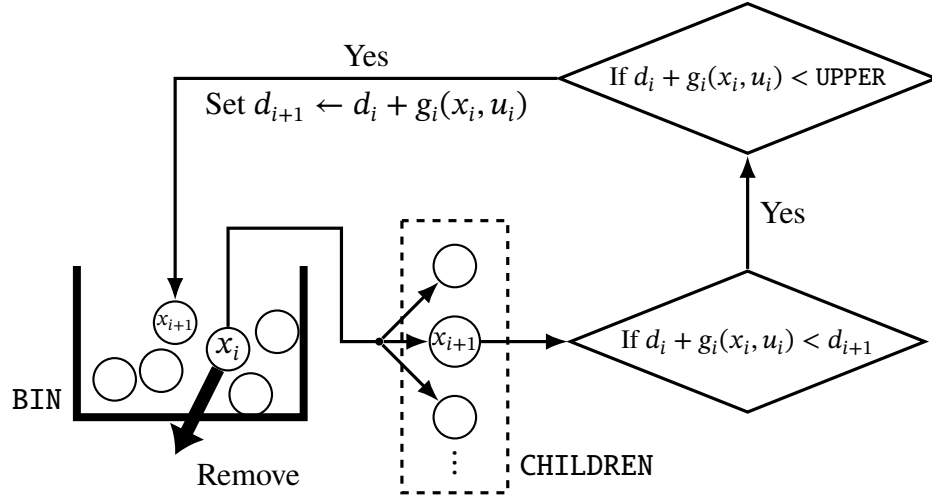 Yes
If d_i + g_i(x_i, u_i) < UPPER
Set d_{i+1} ← d_i + g_i(x_i, u_i)
Yes
x_{i+1}
x_i
x_{i+1}
If d_i + g_i(x_i, u_i) < d_{i+1}
BIN
⋮
CHILDREN
Remove